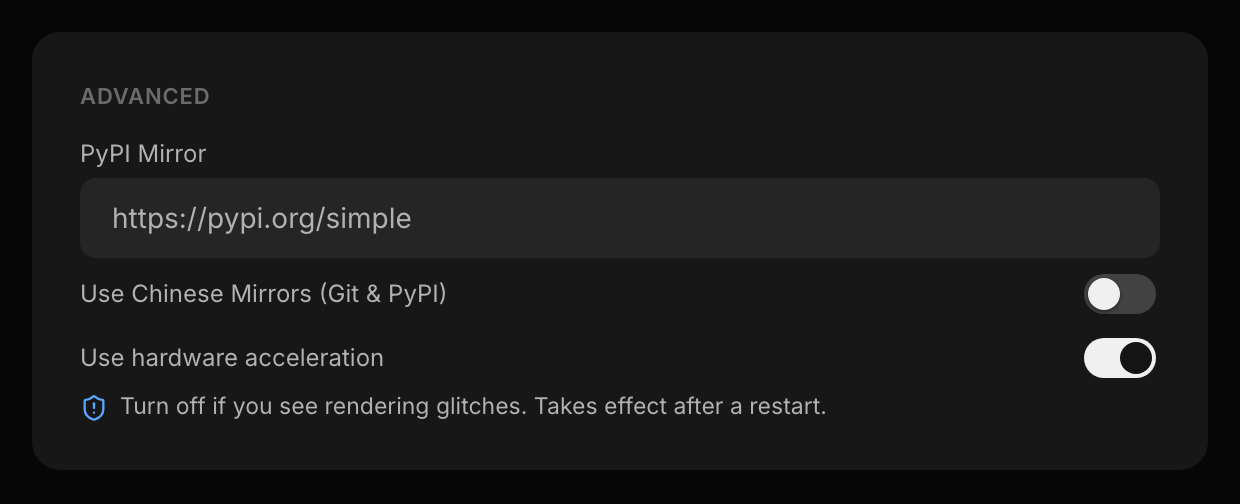 ADVANCED
PyPI Mirror
https://pypi.org/simple
Use Chinese Mirrors (Git & PyPI)
Use hardware acceleration
Turn off if you see rendering glitches. Takes effect after a restart.